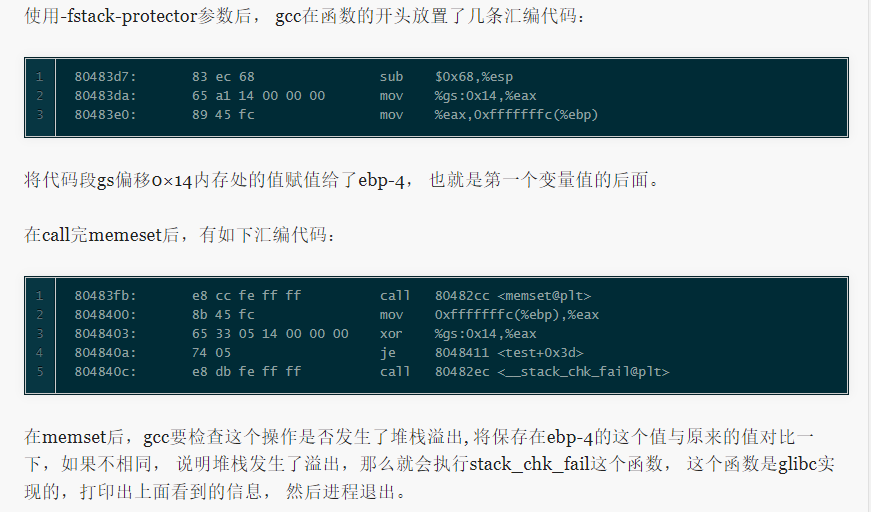 使用-fstack-protector参数后， gcc在函数的开头放置了几条汇编代码：
1 80483d7: 83 ec 68 sub $0x68,%esp
2 80483da: 65 a1 14 00 00 00 mov %gs:0x14,%eax
3 80483e0: 89 45 fc mov %eax,0xfffffffc(%ebp)
将代码段gs偏移0×14内存处的值赋值给了ebp-4， 也就是第一个变量值的后面。
在call完memeset后，有如下汇编代码：
1 80483fb: e8 cc fe ff ff call 80482cc <memset@plt>
2 8048400: 8b 45 fc mov 0xfffffffc(%ebp),%eax
3 8048403: 65 33 05 14 00 00 00 xor %gs:0x14,%eax
4 804840a: 74 05 je 8048411 <test+0x3d>
5 804840c: e8 db fe ff ff call 80482ec <__stack_chk_fail@plt>
在memset后，gcc要检查这个操作是否发生了堆栈溢出, 将保存在ebp-4的这个值与原来的值对比一
下，如果不相同， 说明堆栈发生了溢出，那么就会执行stack_chk_fail这个函数， 这个函数是glibc实
现的，打印出上面看到的信息， 然后进程退出。